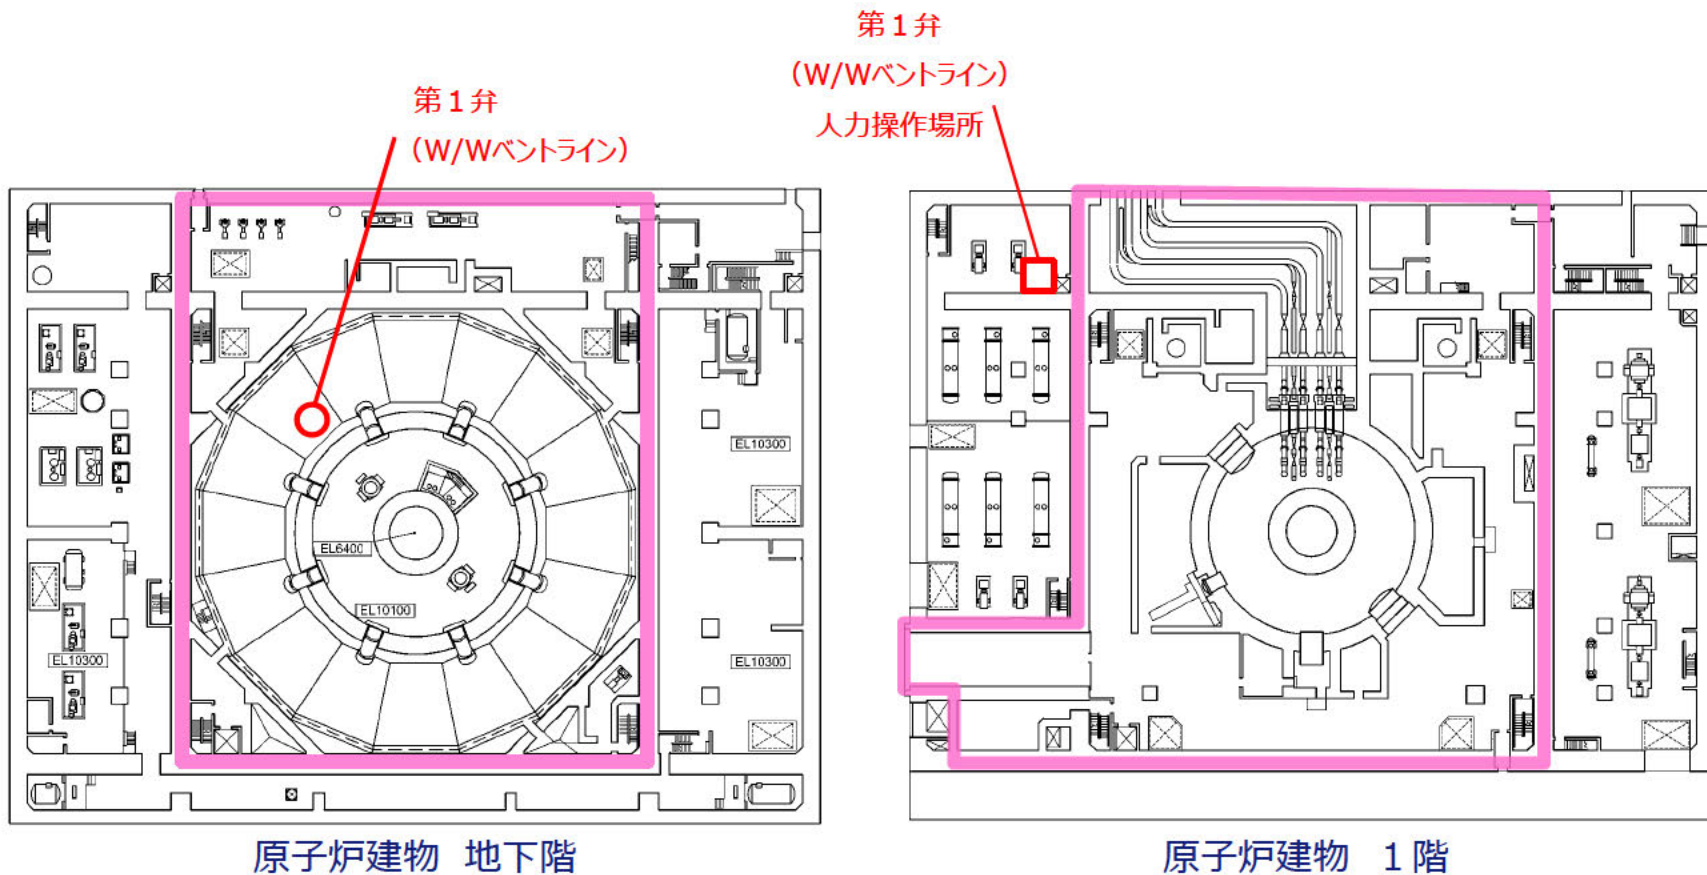 第１弁
（W/Wベントライン）
第１弁
（W/Wベントライン）
人力操作場所
EL10300
EL6400
EL10100
EL10300
EL10300
原子炉建物 地下階
原子炉建物 １階